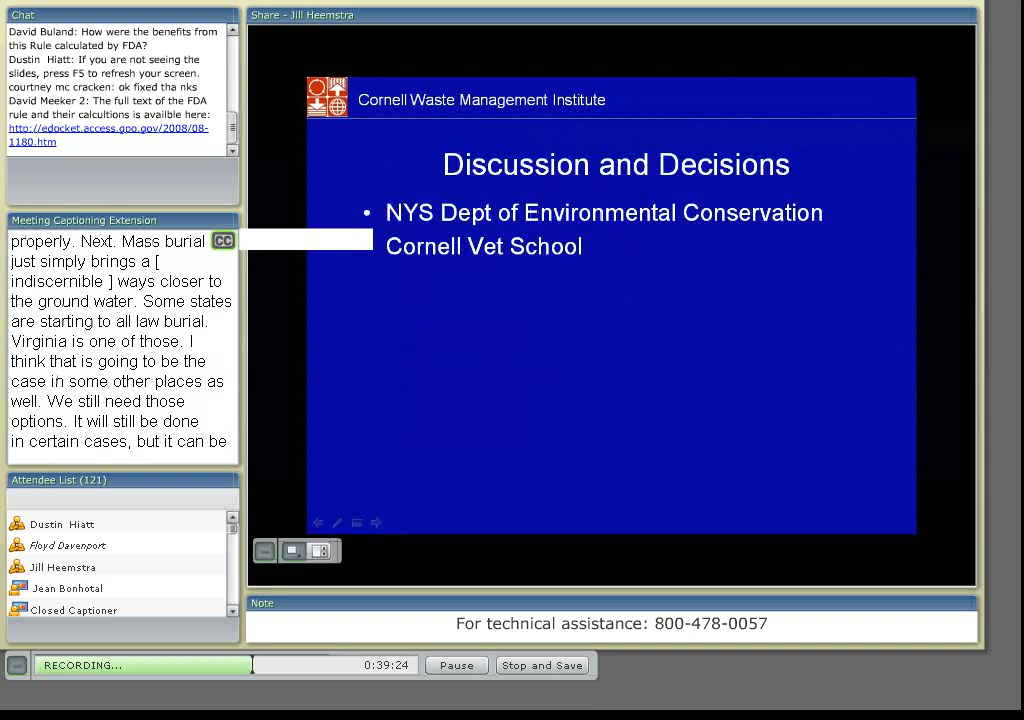 Chat
David Buland: How were the benefits from
this Rule calculated by FDA?
Dustin Hiatt: If you are not seeing the
slides, press F5 to refresh your screen.
courtney mc cracken: ok fixed tha nks
David Meeker 2: The full text of the FDA
rule and their calcultions is availble here:
http://edocket.access.gpo.gov/2008/08-
1180.htm
Meeting Captioning Extension
properly. Next. Mass burial
CC
just simply brings a [
indiscernible ] ways closer to
the ground water. Some states
are starting to all law burial.
Virginia is one of those. I
think that is going to be the
case in some other places as
well. We still need those
options. It will still be done
in certain cases, but it can be
Attendee List (121)
Dustin Hiatt
Floyd Davenport
Jill Heemstra
Jean Bonhotal
Closed Captioner
Share - Jill Heemstra
Cornell Waste Management Institute
Discussion and Decisions
• NYS Dept of Environmental Conservation
Cornell Vet School
Note
For technical assistance: 800-478-0057
RECORDING...
0:39:24
Pause
Stop and Save